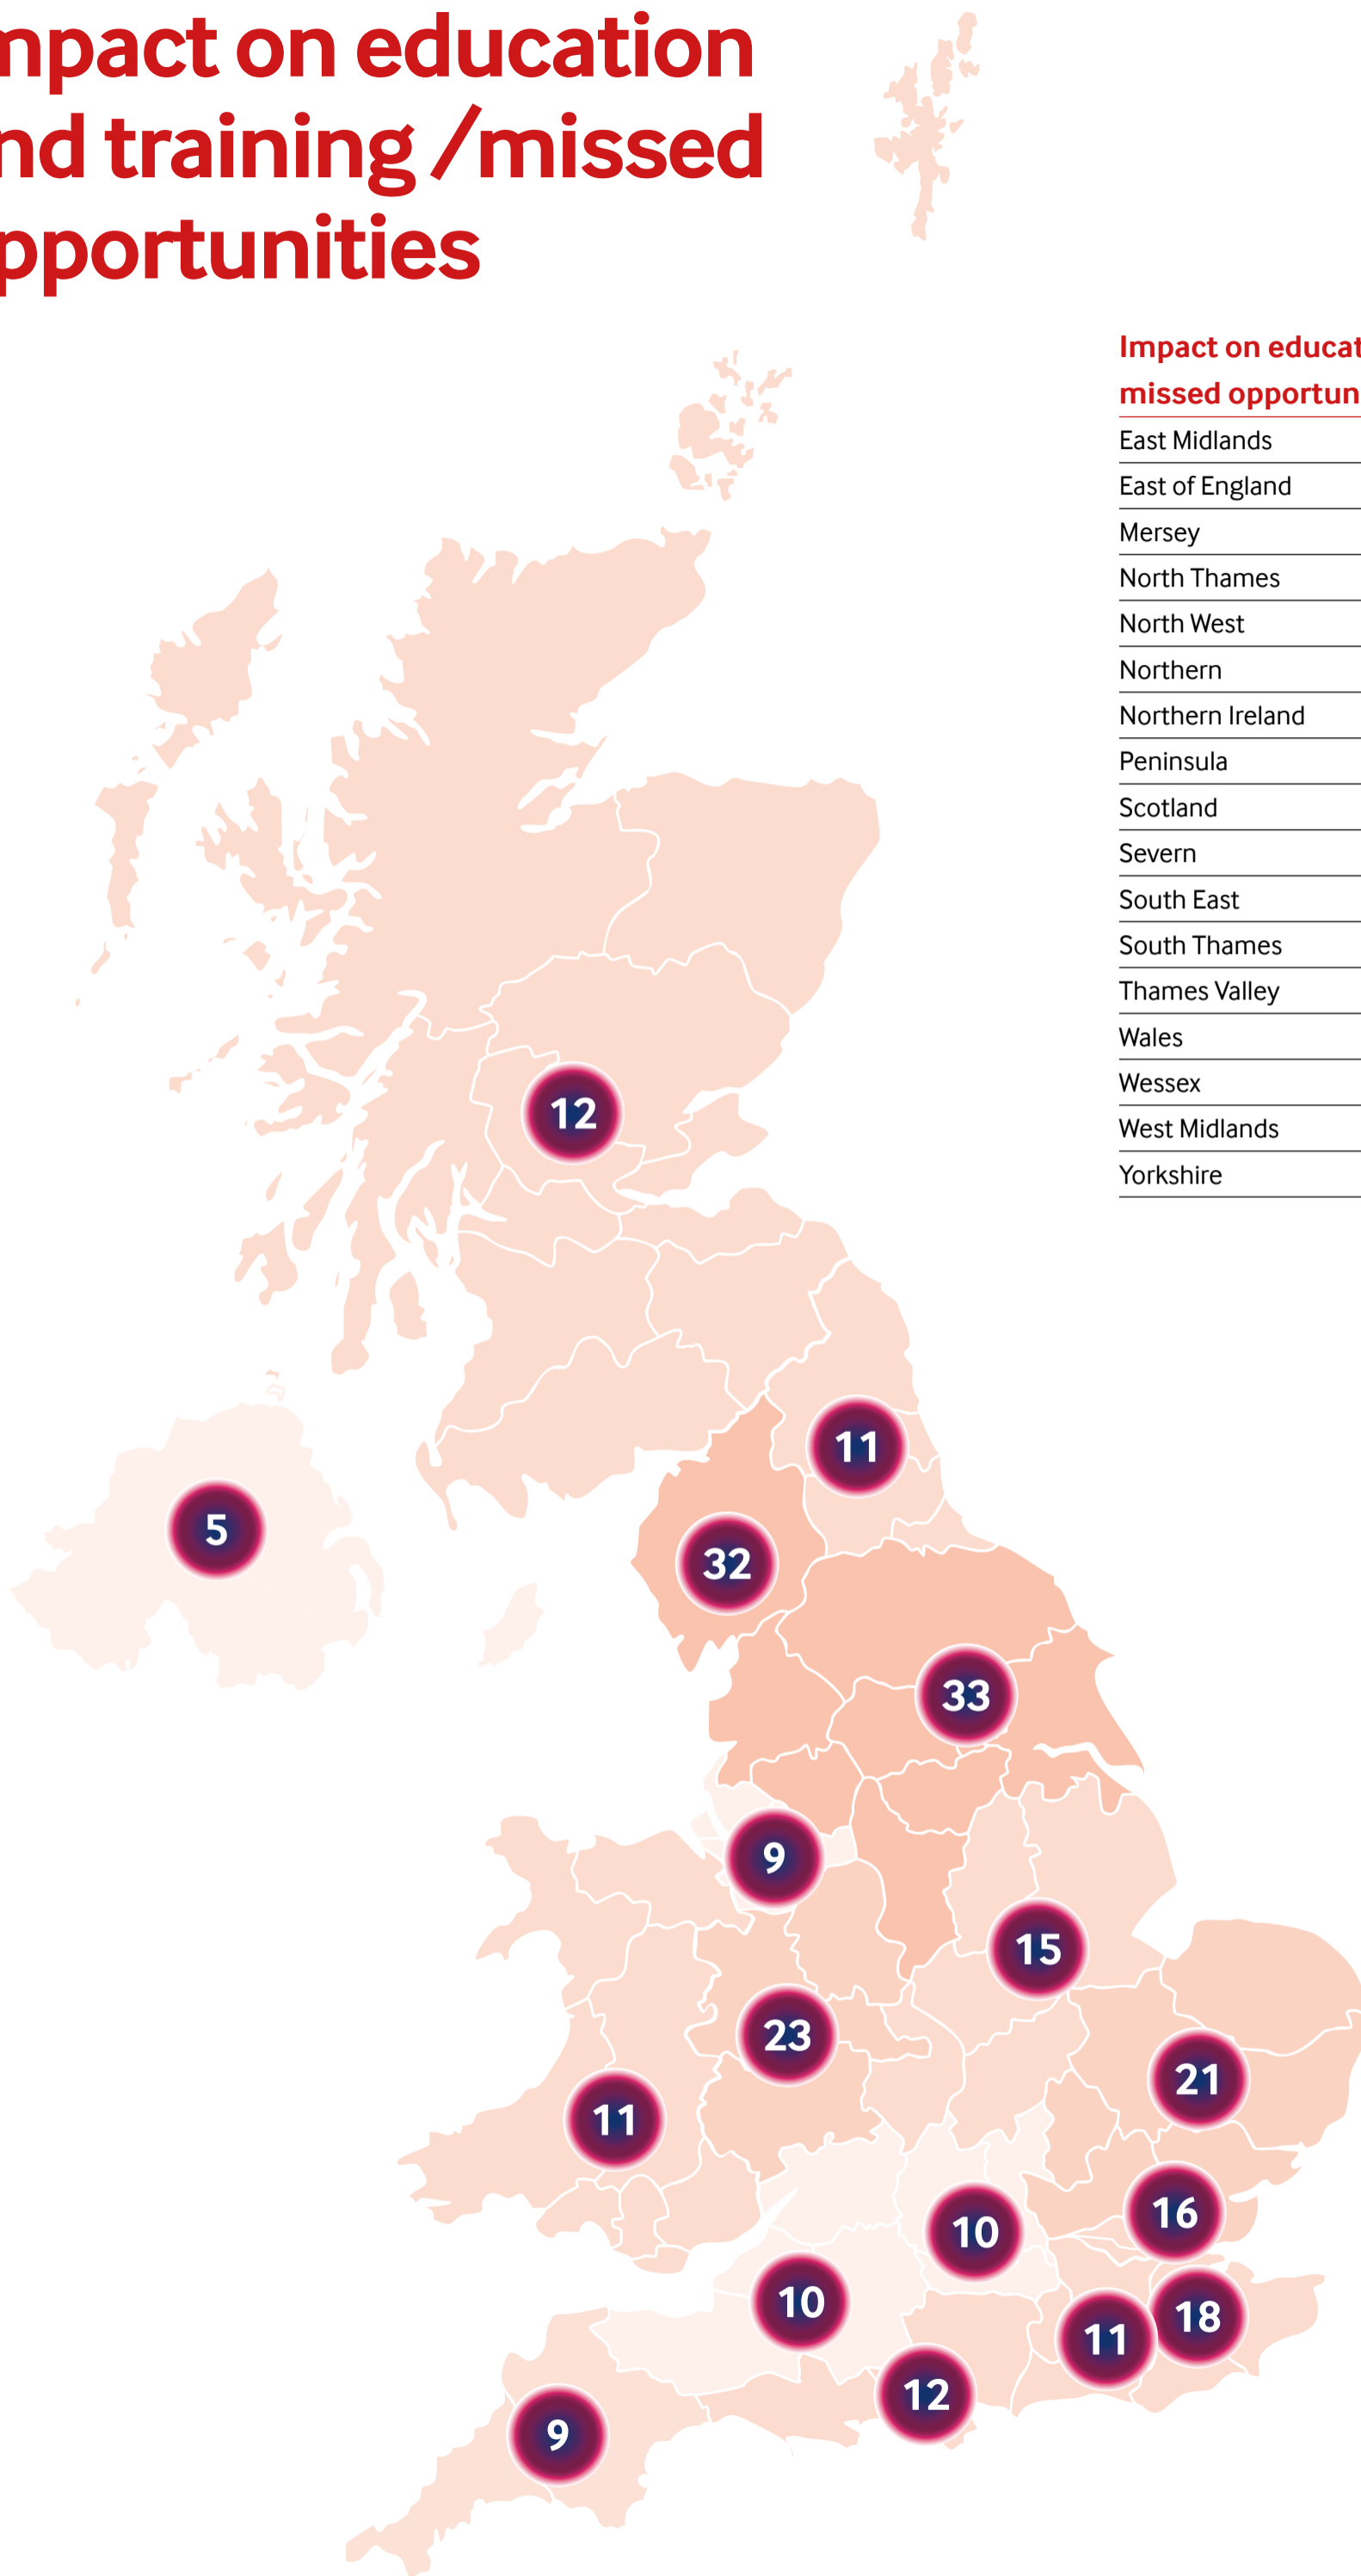 mpact on education
nd training /missed
pportunities
Impact on educat
missed opportun
East Midlands
East of England
Mersey
North Thames
North West
Northern
Northern Ireland
Peninsula
Scotland
Severn
South East
South Thames
Thames Valley
Wales
Wessex
West Midlands
Yorkshire
12
11
5
32
33
9
15
23
21
11
16
10
10
18
11
12
9